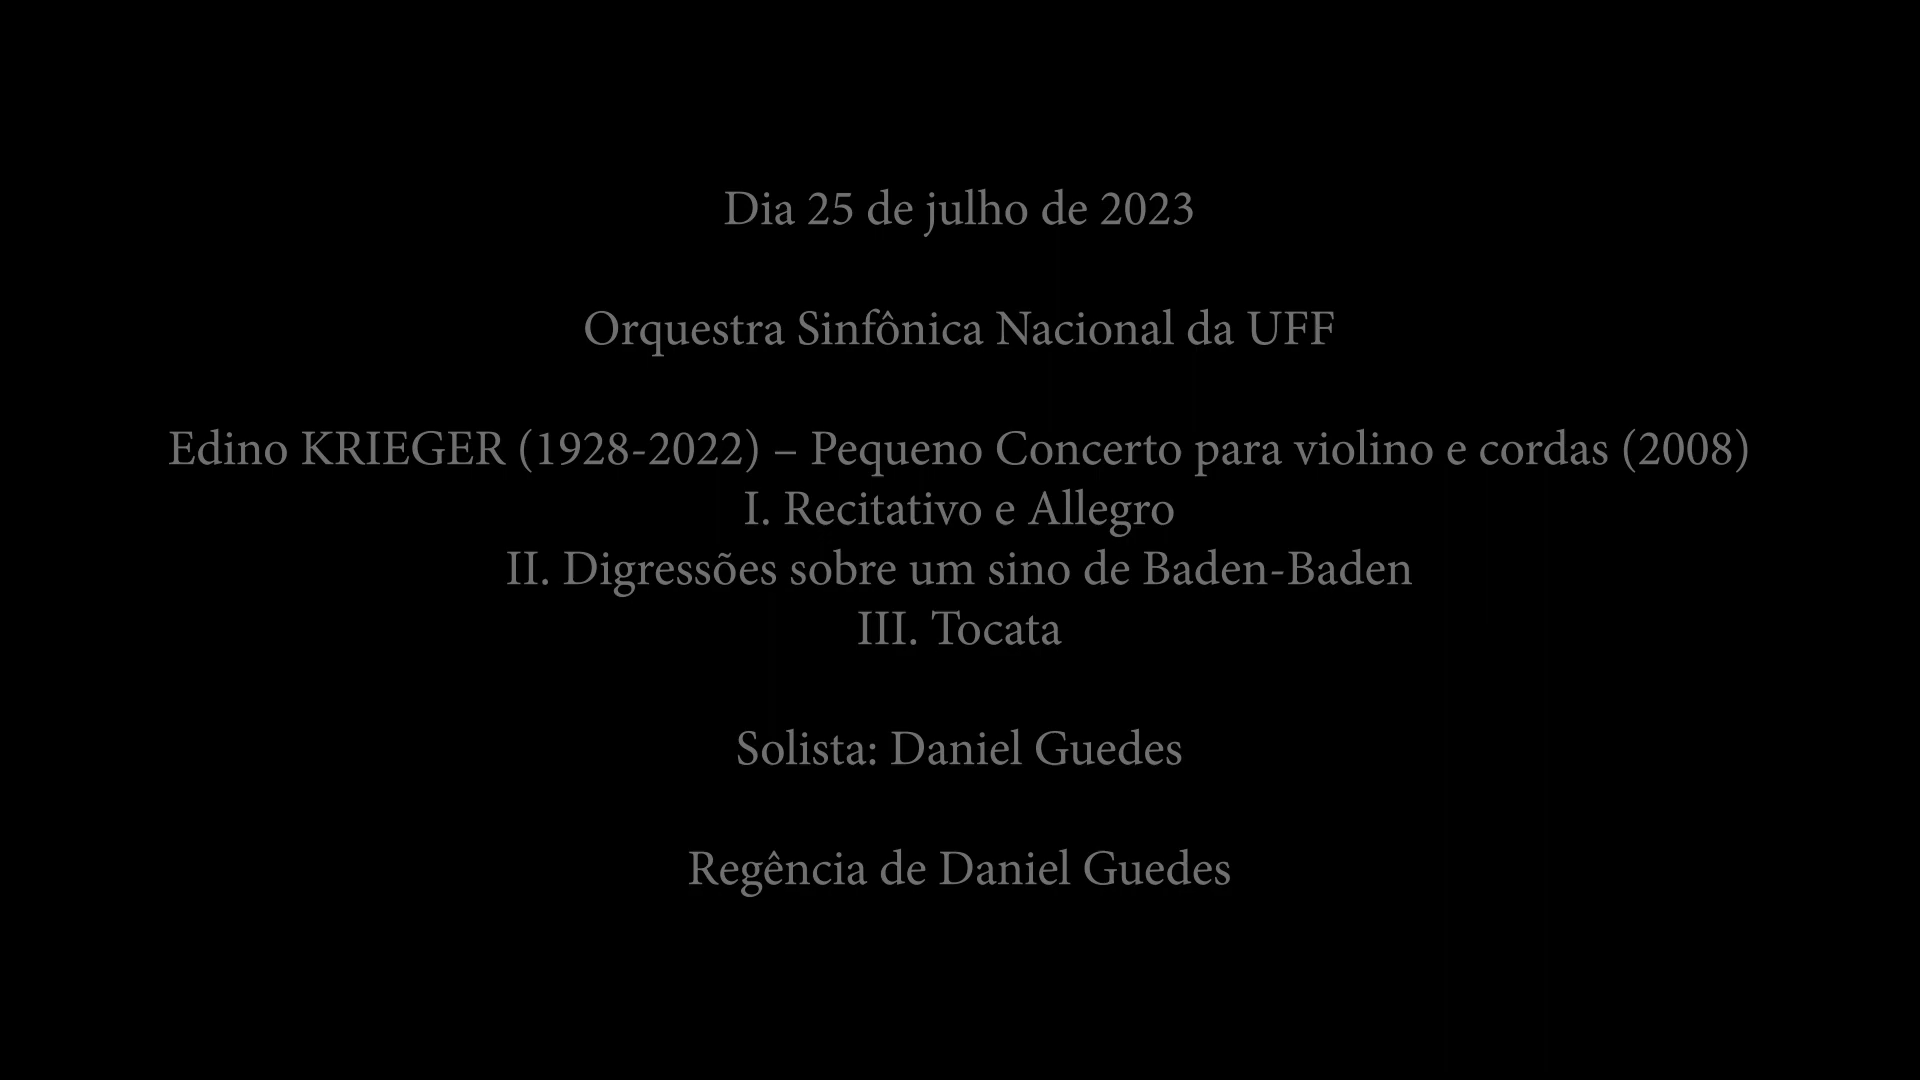 Dia 25 de julho de 2023
Orquestra Sinfônica Nacional da UFF
Edino KRIEGER (1928-2022) – Pequeno Concerto para violino e cordas (2008)
I. Recitativo e Allegro
II. Digressões sobre um sino de Baden-Baden
III. Tocata
Solista: Daniel Guedes
Regência de Daniel Guedes